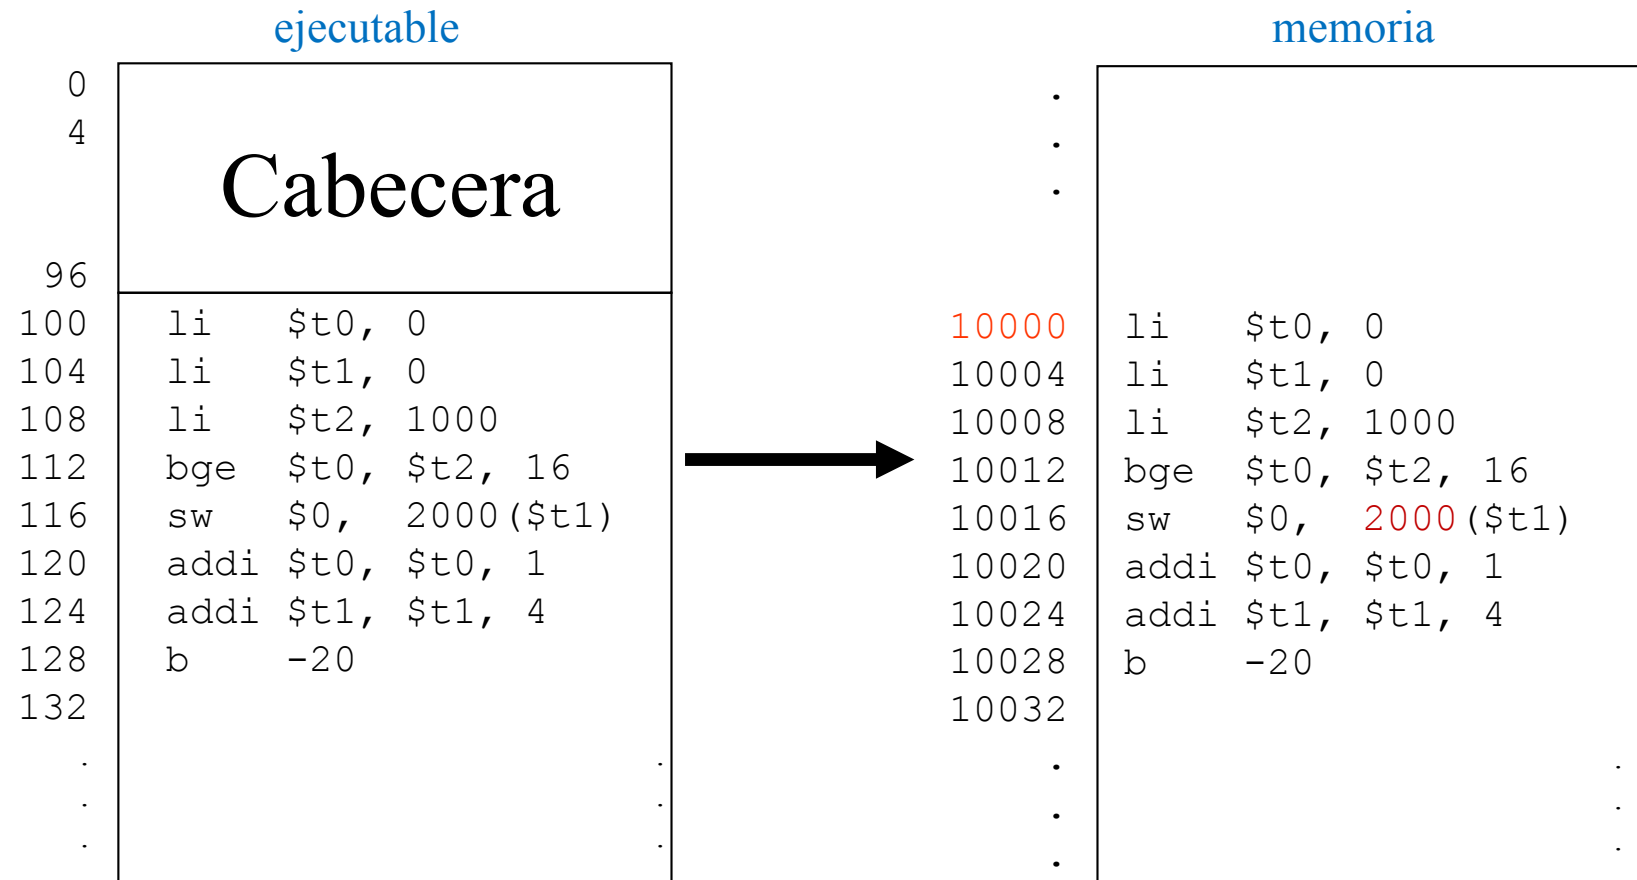 ejecutable
0
4
Cabecera
96
100 li $t0, 0
104 li $t1, 0
108 li $t2, 1000
112 bge $t0, $t2, 16
116 sw $0, 2000($t1)
120 addi $t0, $t0, 1
124 addi $t1, $t1, 4
128 b -20
132
.
.
.
memoria
.
.
.
10000 li $t0, 0
10004 li $t1, 0
10008 li $t2, 1000
10012 bge $t0, $t2, 16
10016 sw $0, 2000($t1)
10020 addi $t0, $t0, 1
10024 addi $t1, $t1, 4
10028 b -20
10032
.
.
.